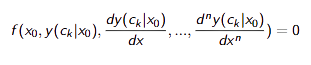 f(x₀, y(cₖ|x₀), dy(cₖ|x₀)/dx, ..., dⁿy(cₖ|x₀)/dxⁿ) = 0